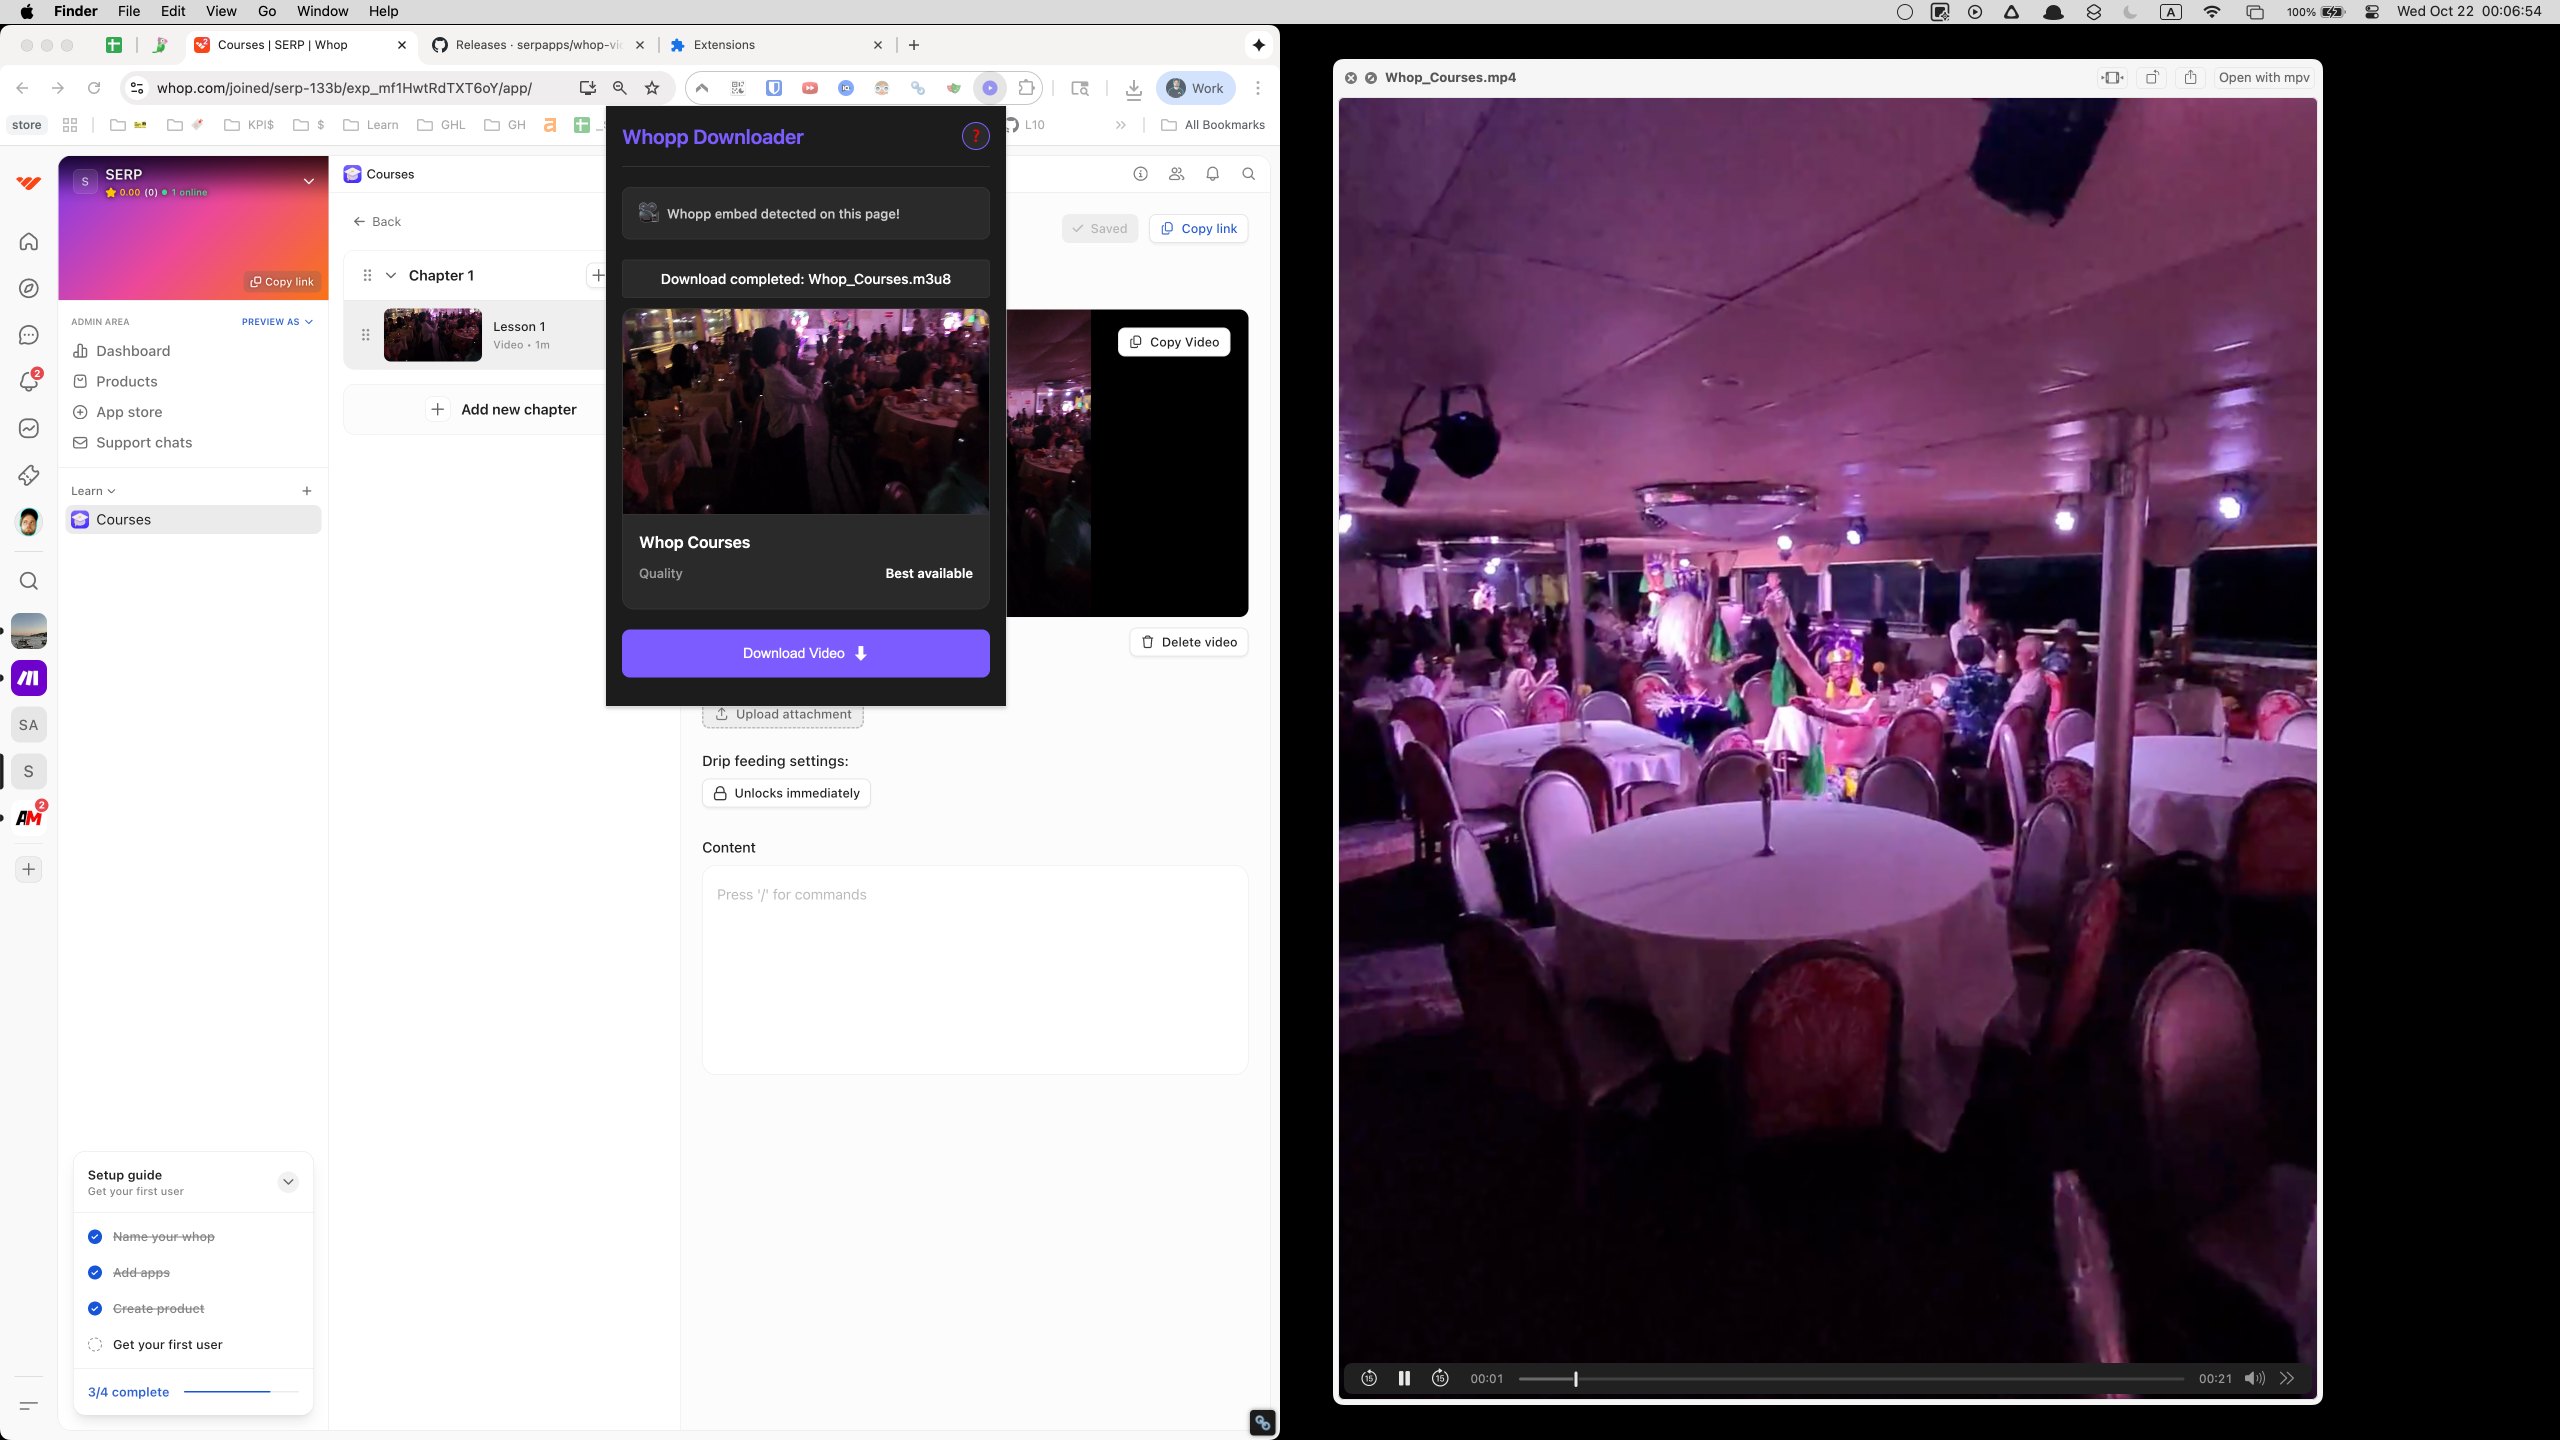 Finder File Edit View Go Window Help
A 100% Wed Oct 22 00:06:54
Courses | SERP | Whop
Releases · serpapps/whop-vi
Extensions
whop.com/joined/serp-133b/exp_mf1HwtRdTXT6oY/app/
Work
store
KPI$
$
Learn
GHL
GH
L10
All Bookmarks
Whopp Downloader
?
Whopp embed detected on this page!
Download completed: Whop_Courses.m3u8
Whop Courses
Quality
Best available
Download Video
S
SERP
0.00 (0) 1 online
Copy link
ADMIN AREA
PREVIEW AS
Dashboard
Products
App store
Support chats
Learn
Courses
2
SA
S
AM
2
Setup guide
Get your first user
Name your whop
Add apps
Create product
Get your first user
3/4 complete
Courses
Back
Chapter 1
Lesson 1
Video • 1m
Add new chapter
Saved
Copy link
Copy Video
Delete video
Upload attachment
Drip feeding settings:
Unlocks immediately
Content
Press '/' for commands
Whop_Courses.mp4
Open with mpv
15
15
00:01
00:21